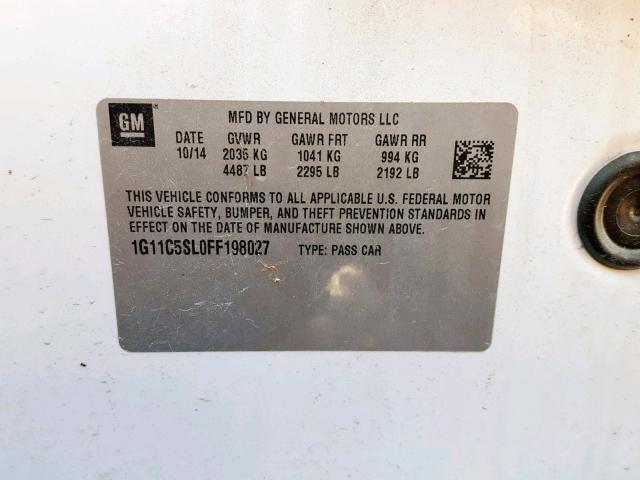 GM
MFD BY GENERAL MOTORS LLC
DATE GVWR GAWR FRT GAWR RR
10/14 2035 KG 1041 KG 994 KG
4487 LB 2295 LB 2192 LB
THIS VEHICLE CONFORMS TO ALL APPLICABLE U.S. FEDERAL MOTOR
VEHICLE SAFETY, BUMPER, AND THEFT PREVENTION STANDARDS IN
EFFECT ON THE DATE OF MANUFACTURE SHOWN ABOVE.
1G11C5SL0FF198027 TYPE: PASS CAR